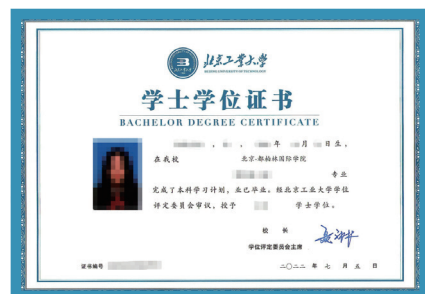 北京工业大学
BEIJING UNIVERSITY OF TECHNOLOGY
学士学位证书
BACHELOR DEGREE CERTIFICATE
， ， 年 月 日生，
在我校 北京-都柏林国际学院
专业
完成了本科学习计划，业已毕业，经北京工业大学学位
评定委员会审议，授予 学士学位。
校 长
学位评定委员会主席
证书编号 二〇二二 年 七 月 五 日